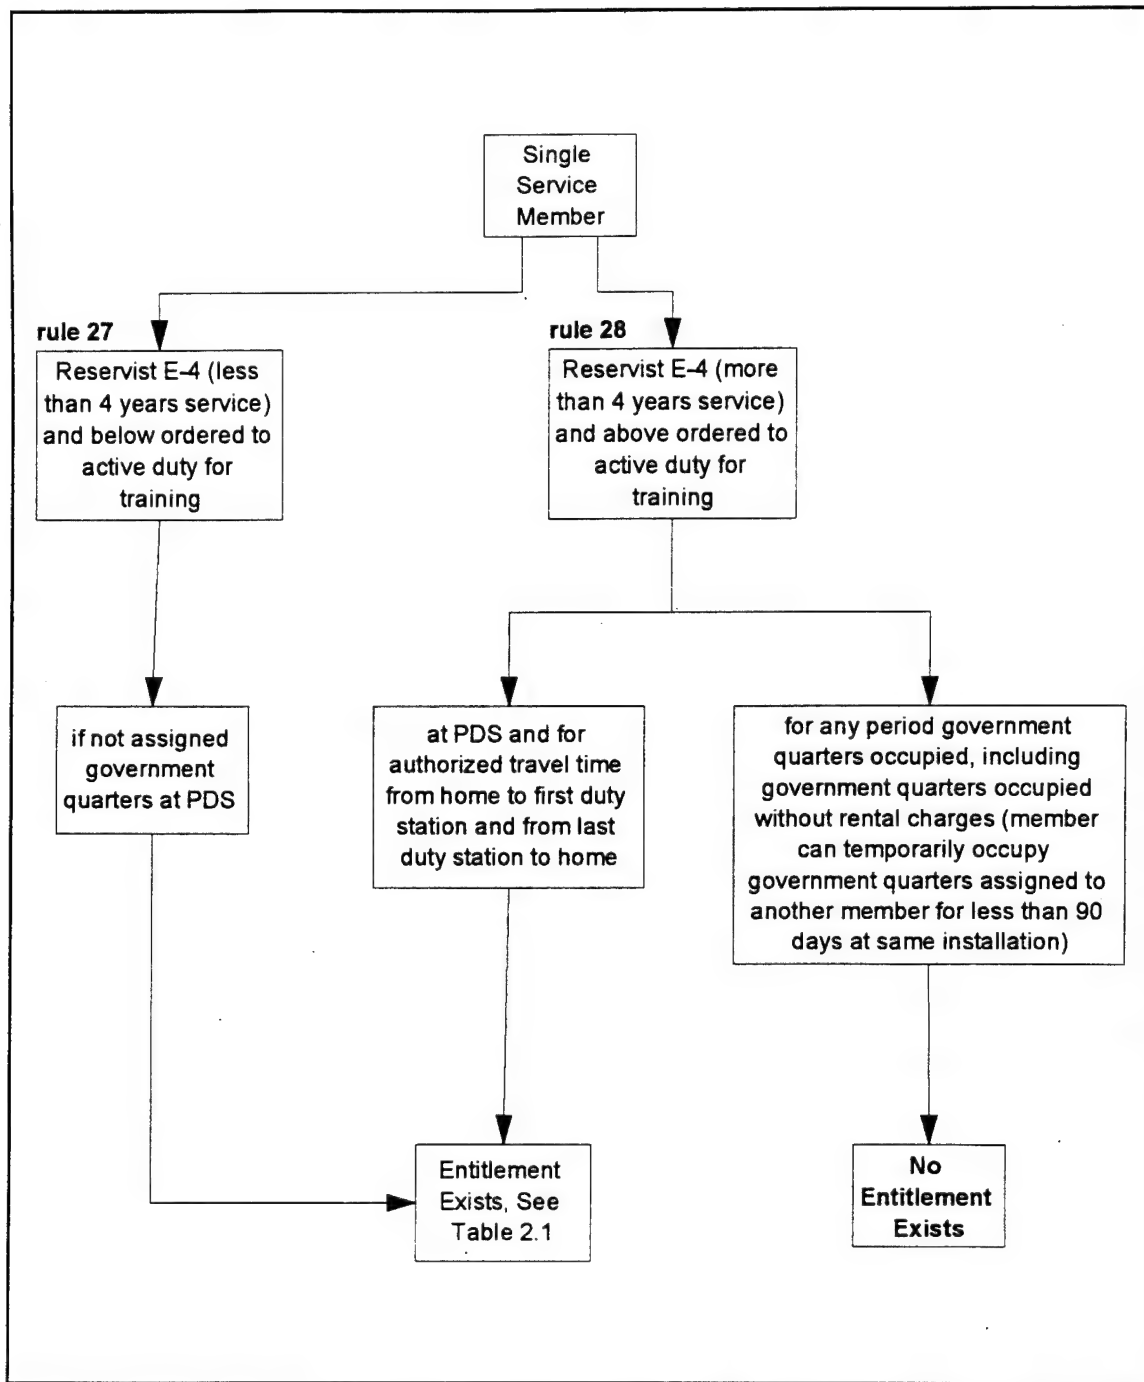 Single
Service
Member
rule 27
Reservist E-4 (less
than 4 years service)
and below ordered to
active duty for
training
rule 28
Reservist E-4 (more
than 4 years service)
and above ordered to
active duty for
training
if not assigned
government
quarters at PDS
at PDS and for
authorized travel time
from home to first duty
station and from last
duty station to home
for any period government
quarters occupied, including
government quarters occupied
without rental charges (member
can temporarily occupy
government quarters assigned to
another member for less than 90
days at same installation)
Entitlement
Exists, See
Table 2.1
No
Entitlement
Exists